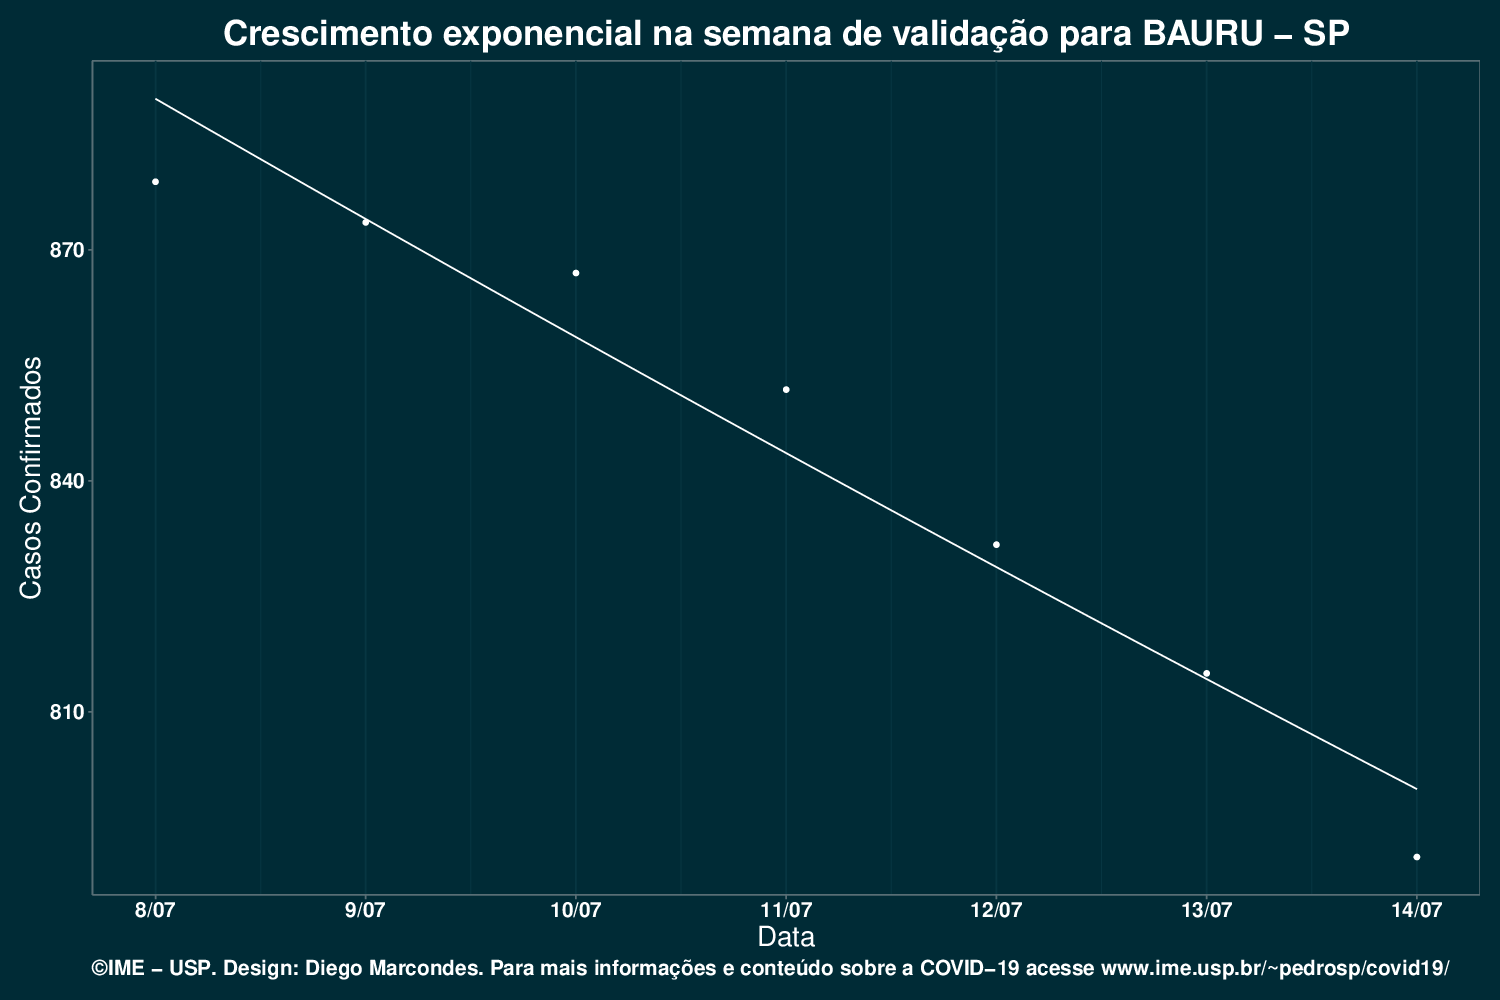 Crescimento exponencial na semana de validação para BAURU – SP
870
840
810
Casos Confirmados
8/07 9/07 10/07 11/07 12/07 13/07 14/07
Data
©IME – USP. Design: Diego Marcondes. Para mais informações e conteúdo sobre a COVID–19 acesse www.ime.usp.br/~pedrosp/covid19/